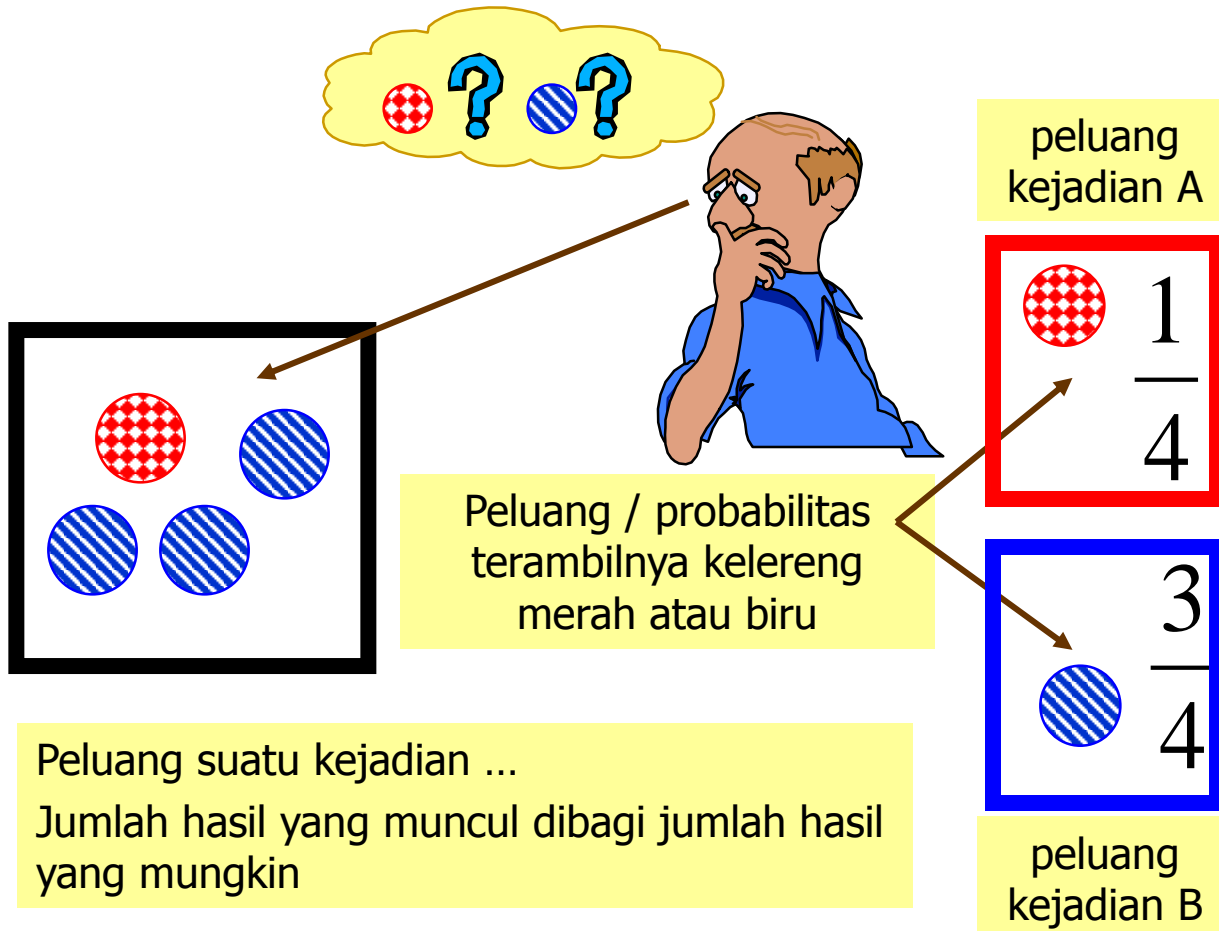 ? ?
peluang
kejadian A
1
4
Peluang / probabilitas
terambilnya kelereng
merah atau biru
3
4
Peluang suatu kejadian ...
Jumlah hasil yang muncul dibagi jumlah hasil
yang mungkin
peluang
kejadian B